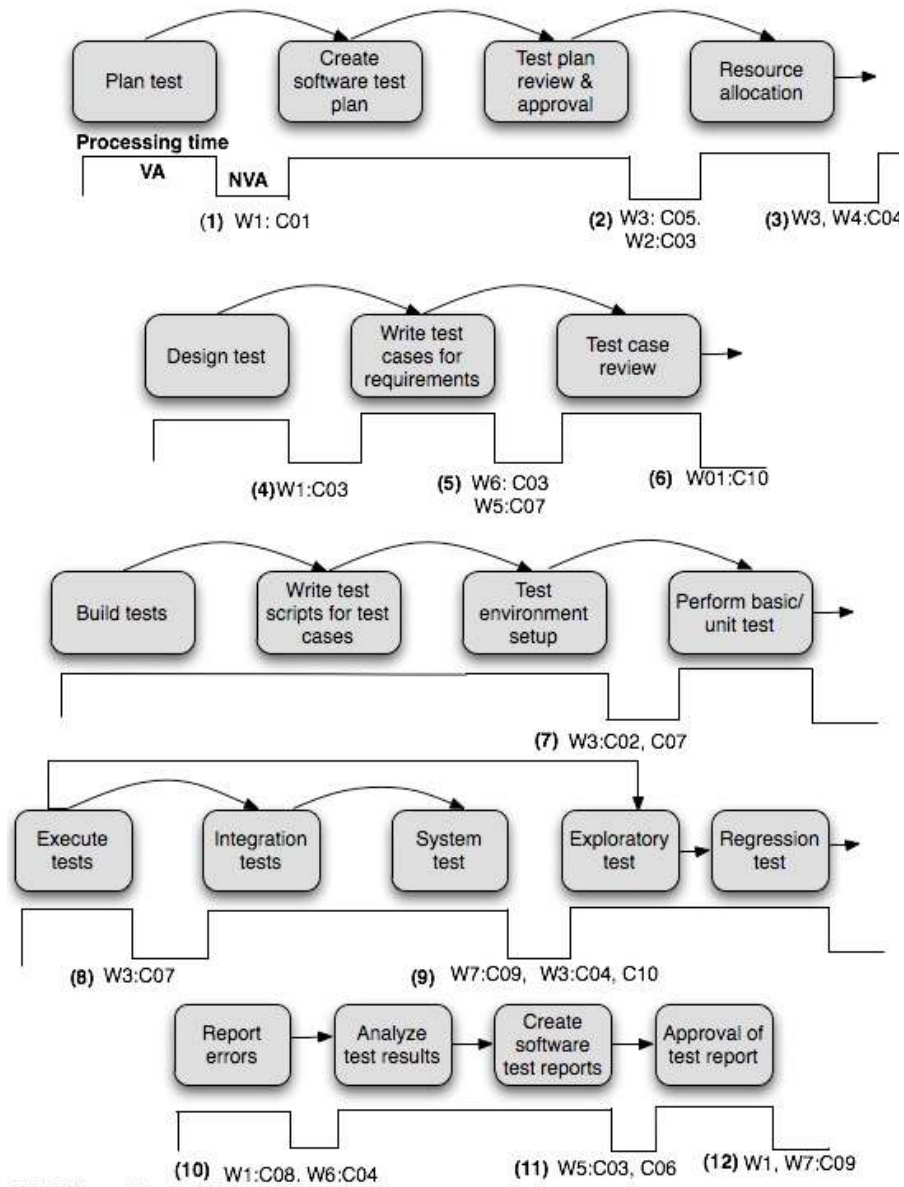 Plan test
Create
software test
plan
Test plan
review &
approval
Resource
allocation
Processing time
VA
NVA
(1) W1: C01
(2) W3: C05.
W2:C03
(3) W3, W4:C04
Design test
Write test
cases for
requirements
Test case
review
(4) W1:C03
(5) W6: C03
W5:C07
(6) W01:C10
Build tests
Write test
scripts for test
cases
Test
environment
setup
Perform basic/
unit test
(7) W3:C02, C07
Execute
tests
Integration
tests
System
test
Exploratory
test
Regression
test
(8) W3:C07
(9) W7:C09, W3:C04, C10
Report
errors
Analyze
test results
Create
software
test reports
Approval of
test report
(10) W1:C08. W6:C04
(11) W5:C03, C06
(12) W1, W7:C09